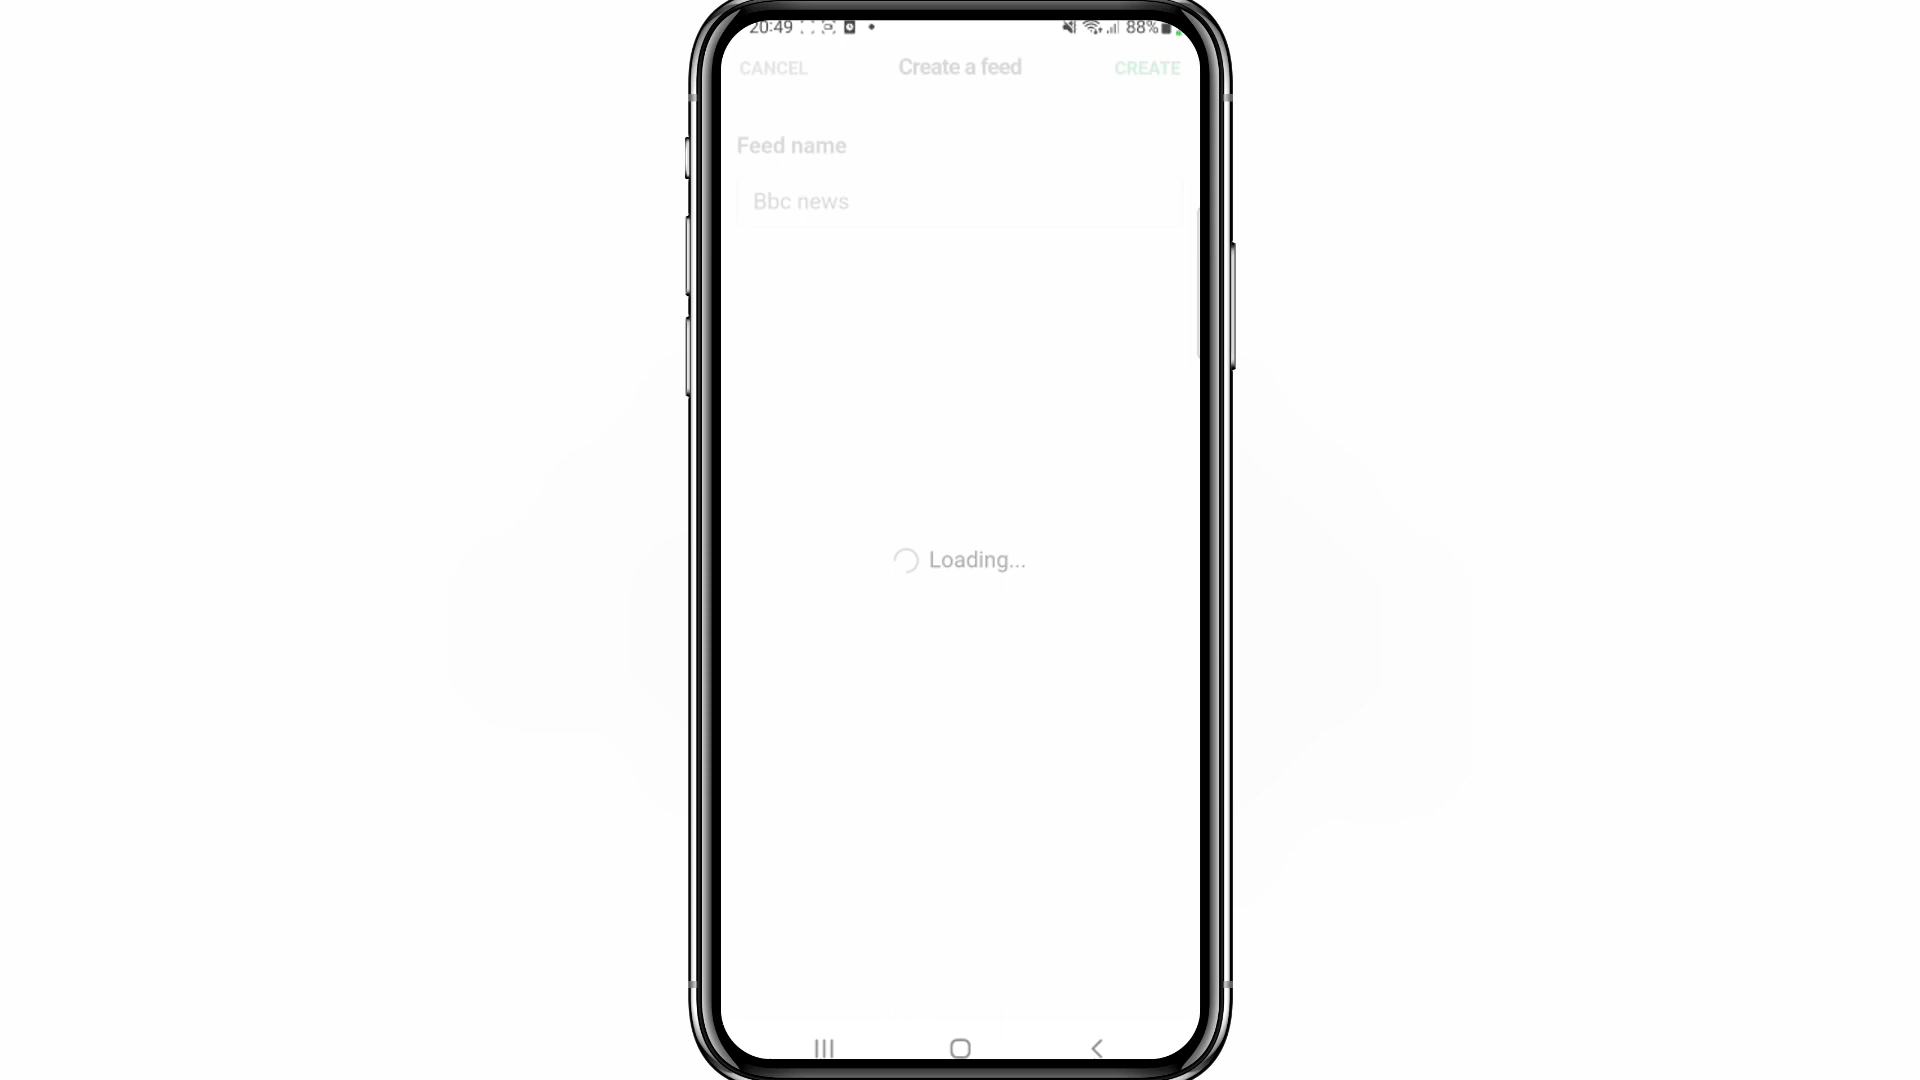 20:49 88%
CANCEL Create a feed CREATE
Feed name
Bbc news
Loading...